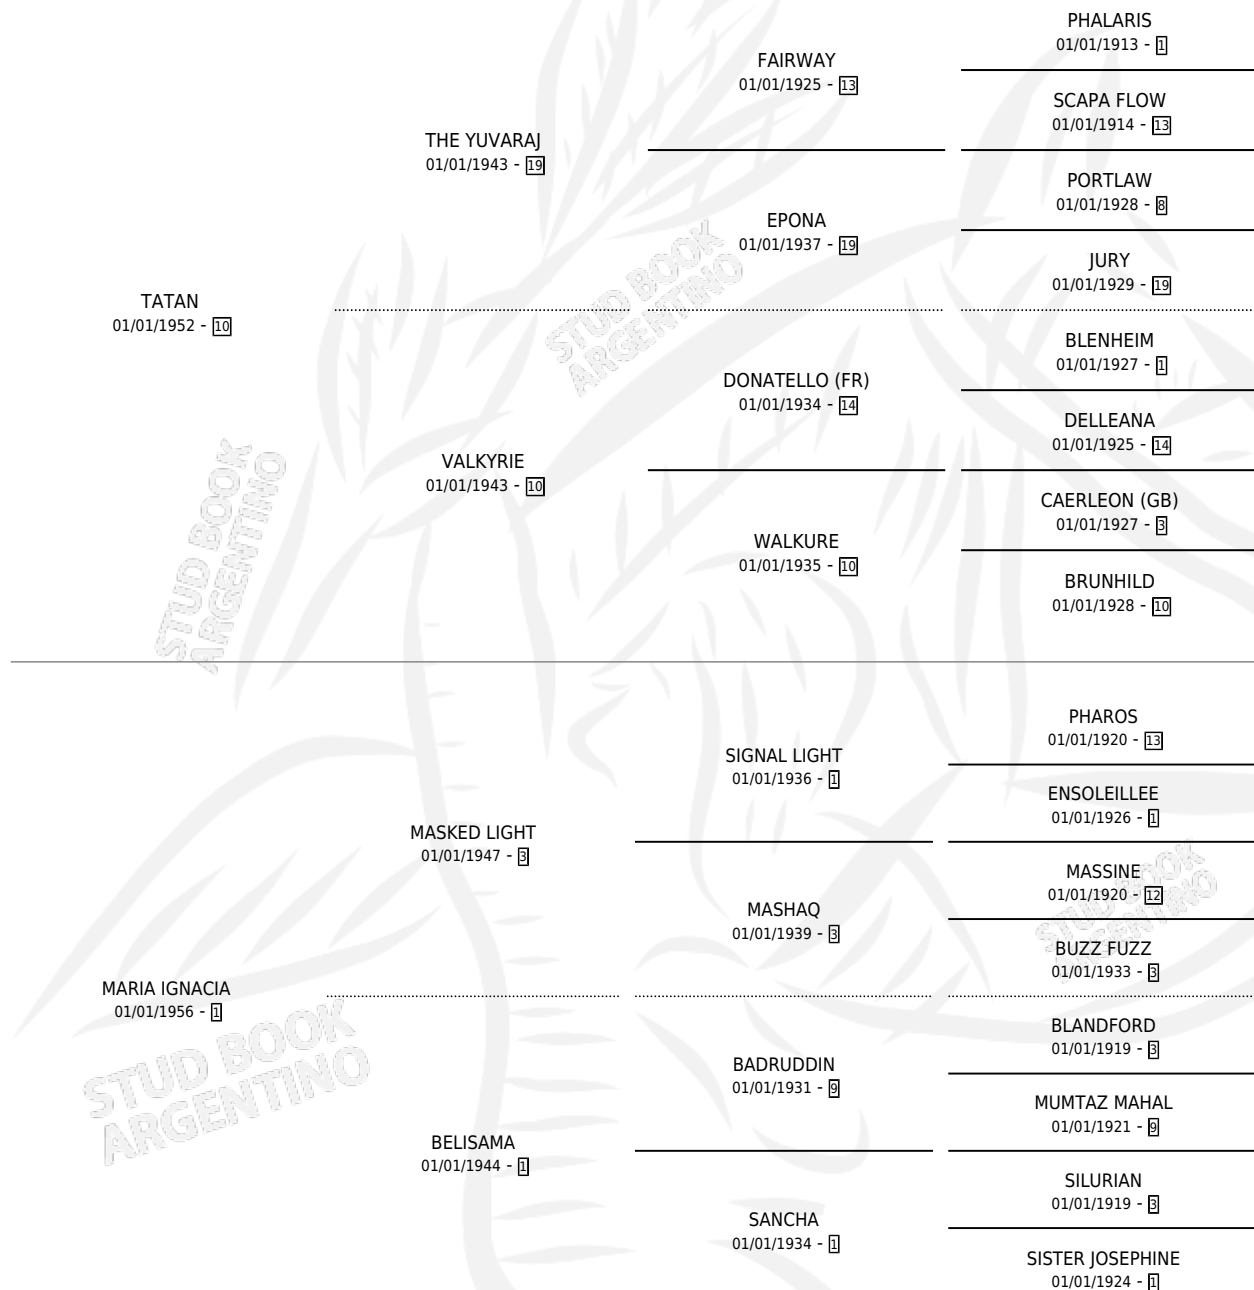 PHALARIS
01/01/1913 - 1
FAIRWAY
01/01/1925 - 13
SCAPA FLOW
01/01/1914 - 13
THE YUVARAJ
01/01/1943 - 19
PORTLAW
01/01/1928 - 8
EPONA
01/01/1937 - 19
JURY
01/01/1929 - 19
TATAN
01/01/1952 - 10
STUD BOOK
ARGENTINO
BLENHEIM
01/01/1927 - 1
DONATELLO (FR)
01/01/1934 - 14
DELLEANA
01/01/1925 - 14
VALKYRIE
01/01/1943 - 10
CAERLEON (GB)
01/01/1927 - 3
WALKURE
01/01/1935 - 10
BRUNHILD
01/01/1928 - 10
STUD BOOK
ARGENTINO
PHAROS
01/01/1920 - 13
SIGNAL LIGHT
01/01/1936 - 1
ENSOLEILLEE
01/01/1926 - 1
MASKED LIGHT
01/01/1947 - 3
MASSINE
01/01/1920 - 12
MASHAQ
01/01/1939 - 3
BUZZ FUZZ
01/01/1933 - 3
STUD BOOK
ARGENTINO
MARIA IGNACIA
01/01/1956 - 1
BLANDFORD
01/01/1919 - 3
BADRUDDIN
01/01/1931 - 9
MUMTAZ MAHAL
01/01/1921 - 9
STUD BOOK
ARGENTINO
BELISAMA
01/01/1944 - 1
SILURIAN
01/01/1919 - 3
SANCHA
01/01/1934 - 1
SISTER JOSEPHINE
01/01/1924 - 1